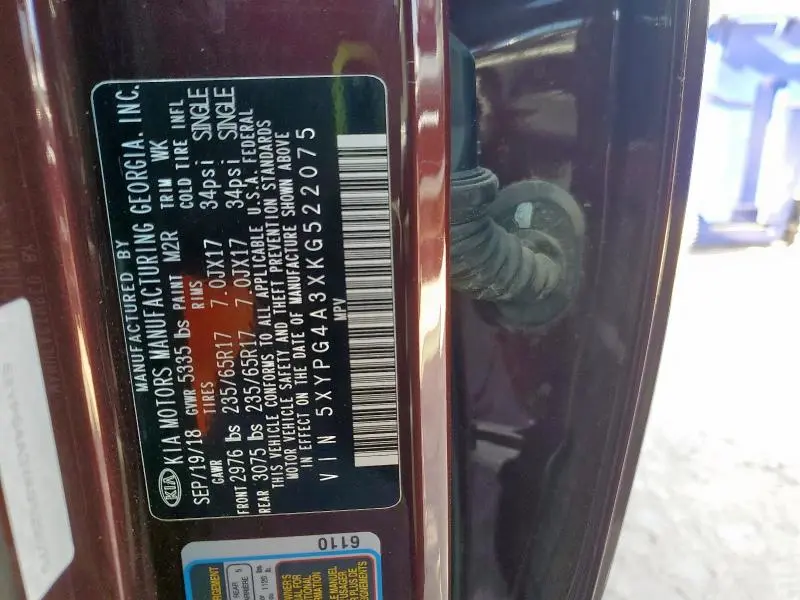 MANUFACTURED BY
KIA KIA MOTORS MANUFACTURING GEORGIA. INC.
SEP/19/18 GVWR 5335 lbs PAINT M2R TRIM WK
GAWR TIRES RIMS COLD TIRE INFL
FRONT 2976 lbs 235/65R17 7.0JX17 34psi SINGLE
REAR 3075 lbs 235/65R17 7.0JX17 34psi SINGLE
THIS VEHICLE CONFORMS TO ALL APPLICABLE U.S.A. FEDERAL
MOTOR VEHICLE SAFETY AND THEFT PREVENTION STANDARDS
IN EFFECT ON THE DATE OF MANUFACTURE SHOWN ABOVE
VIN 5XYPG4A3XKG522075
MPV
6110
REAR 5